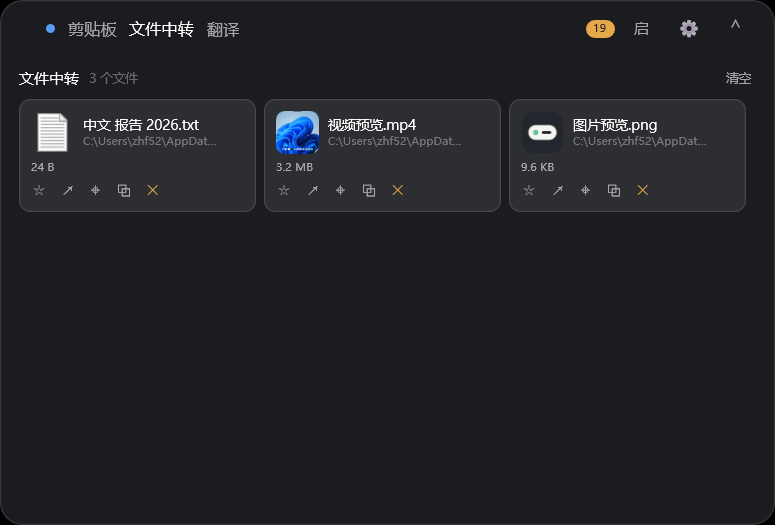 剪贴板 文件中转 翻译 19 启
文件中转 3 个文件 清空
中文 报告 2026.txt
C:\Users\zhf52\AppDat...
24 B
视频预览.mp4
C:\Users\zhf52\AppDat...
3.2 MB
图片预览.png
C:\Users\zhf52\AppDat...
9.6 KB